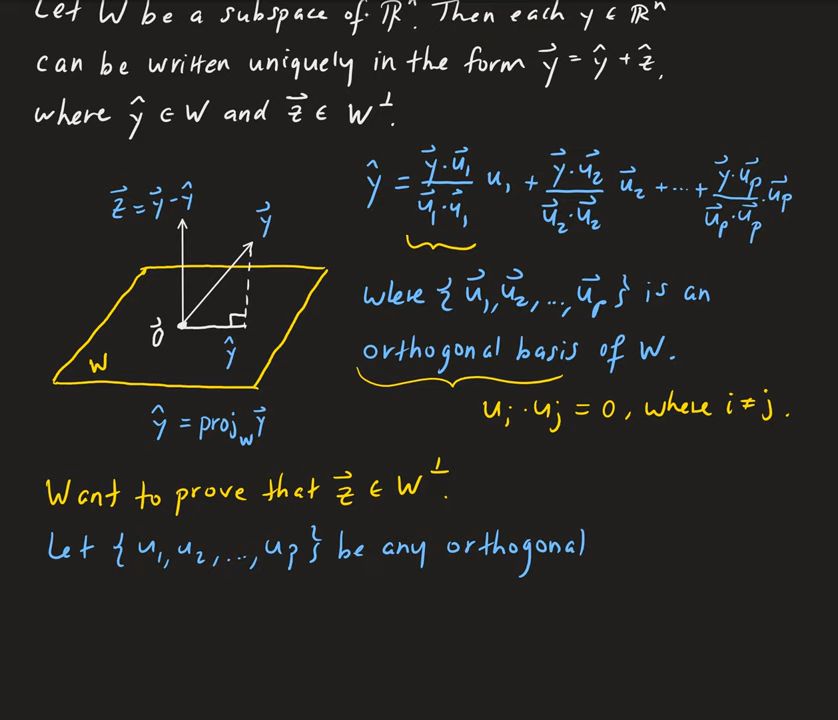 Let W be a subspace of ℝⁿ. Then each y ∈ ℝⁿ
can be written uniquely in the form y⃗ = ŷ + ẑ,
where ŷ ∈ W and z⃗ ∈ W^⊥.
ŷ = (y⃗·u⃗₁)/(u⃗₁·u⃗₁) u₁ + (y⃗·u⃗₂)/(u⃗₂·u⃗₂) u⃗₂ + ... + (y⃗·u⃗p)/(u⃗p·u⃗p)·u⃗p
z⃗ = y⃗ - ŷ
y⃗
0⃗
ŷ
W
ŷ = proj_W y⃗
where {u⃗₁, u⃗₂, ..., u⃗p} is an
orthogonal basis of W.
uᵢ · uⱼ = 0, where i ≠ j.
Want to prove that z⃗ ∈ W^⊥.
Let {u₁, u₂, ..., up} be any orthogonal